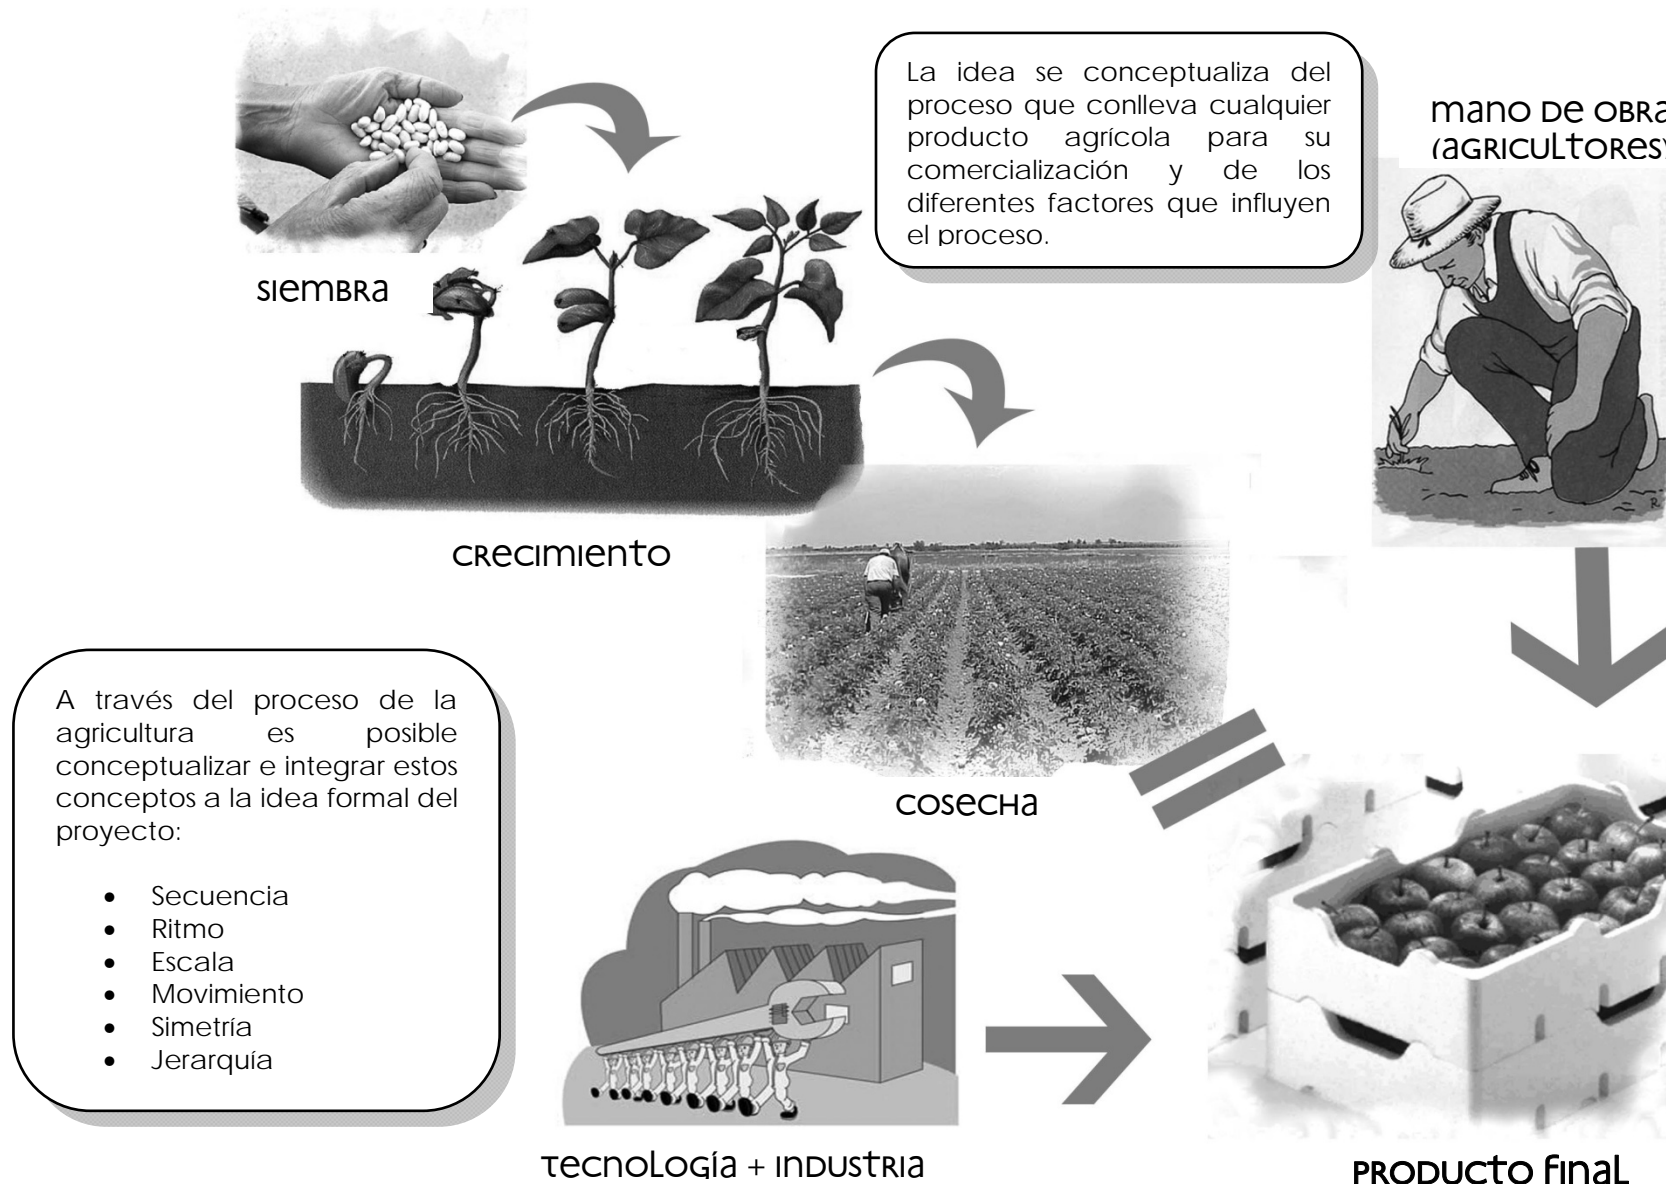 La idea se conceptualiza del
proceso que conlleva cualquier
producto agrícola para su
comercialización y de los
diferentes factores que influyen
el proceso.
mano de obra
(agricultores)
siembra
crecimiento
A través del proceso de la
agricultura es posible
conceptualizar e integrar estos
conceptos a la idea formal del
proyecto:
• Secuencia
• Ritmo
• Escala
• Movimiento
• Simetría
• Jerarquía
cosecha
tecnología + industria
producto final